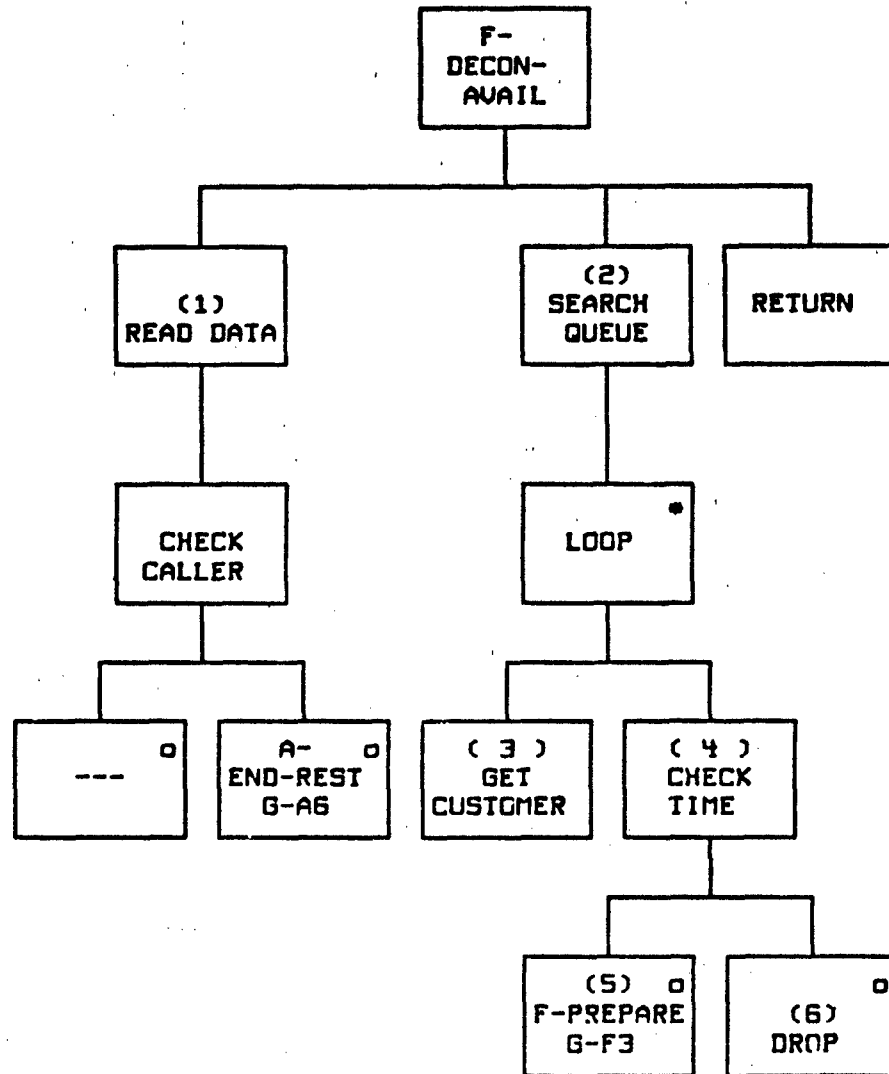 F-
DECON-
AVAIL
(1)
READ DATA
(2)
SEARCH
QUEUE
RETURN
CHECK
CALLER
*
LOOP
---
o
A-
o
END-REST
G-A6
( 3 )
GET
CUSTOMER
( 4 )
CHECK
TIME
(5)
o
F-PREPARE
G-F3
o
(6)
DROP